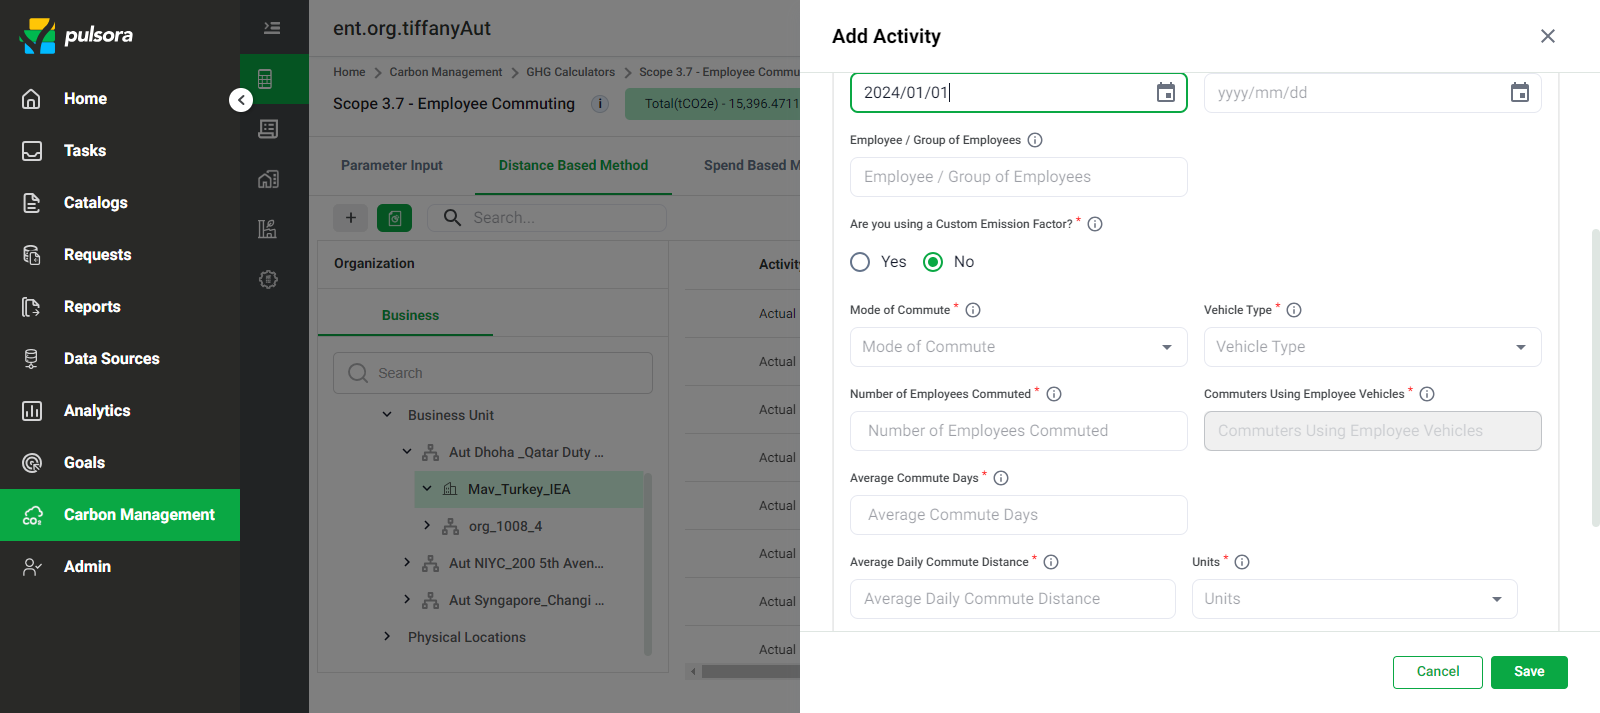 pulsora
Home
Tasks
Catalogs
Requests
Reports
Data Sources
Analytics
Goals
Carbon Management
Admin
ent.org.tiffanyAut
Home > Carbon Management > GHG Calculators > Scope 3.7 - Employee Commu
Scope 3.7 - Employee Commuting
Total(tCO2e) - 15,396.4711
Parameter Input
Distance Based Method
Spend Based M
Search...
Organization
Business
Search
Business Unit
Aut Dhoha _Qatar Duty ...
Mav_Turkey_IEA
org_1008_4
Aut NIYC_200 5th Aven...
Aut Syngapore_Changi ...
Physical Locations
Activity
Actual
Actual
Actual
Actual
Actual
Actual
Actual
Actual
Add Activity
2024/01/01
yyyy/mm/dd
Employee / Group of Employees
Employee / Group of Employees
Are you using a Custom Emission Factor? *
Yes
No
Mode of Commute *
Vehicle Type *
Mode of Commute
Vehicle Type
Number of Employees Commuted *
Commuters Using Employee Vehicles *
Number of Employees Commuted
Commuters Using Employee Vehicles
Average Commute Days *
Average Commute Days
Average Daily Commute Distance *
Units *
Average Daily Commute Distance
Units
Cancel
Save